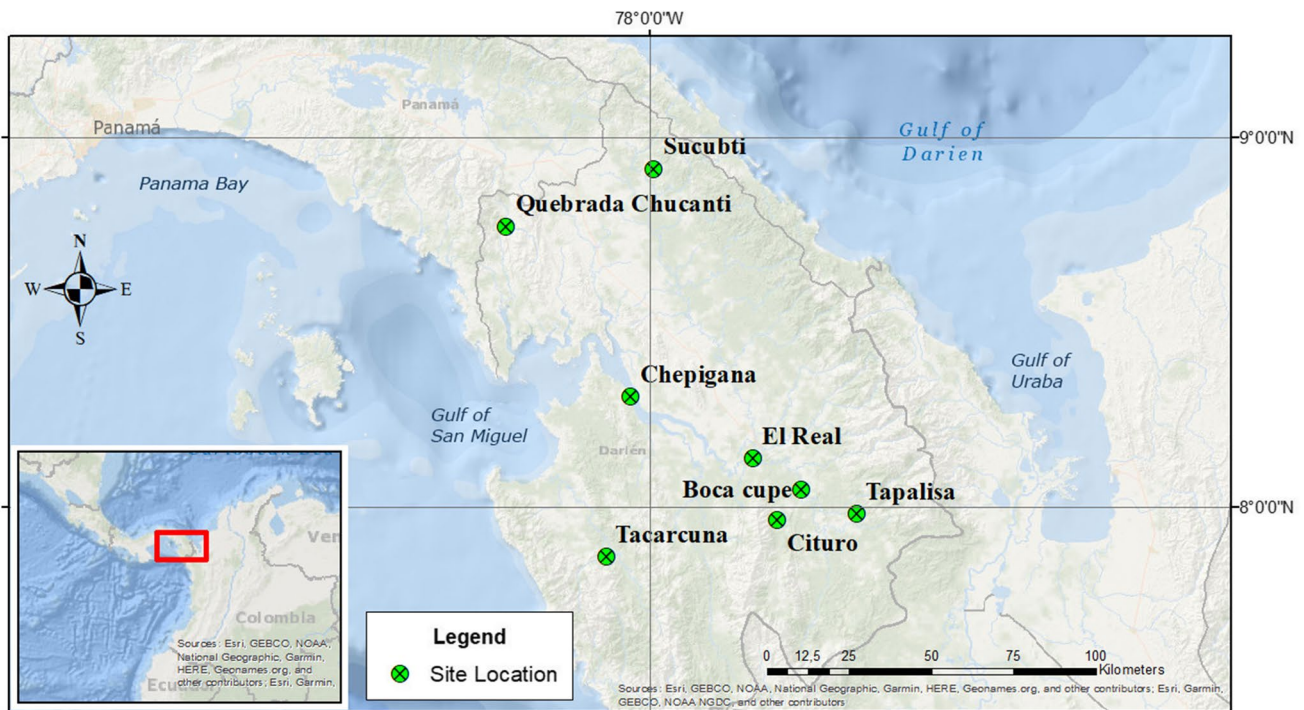 78°0'0"W
Panamá
Panamá
Gulf of
Darien
9°0'0"N
Sucubti
Panama Bay
Quebrada Chucanti
N
W
E
S
Gulf of
Uraba
Chepigana
Gulf of
San Miguel
El Real
Darién
Boca cupe
Tapalisa
8°0'0"N
Tacarcuna
Cituro
Ven
Colombia
Ecuador
Sources: Esri, GEBCO, NOAA,
National Geographic, Garmin,
HERE, Geonames.org, and
other contributors; Esri, Garmin,
Legend
Site Location
0 12,5 25 50 75 100
Kilometers
Sources: Esri, GEBCO, NOAA, National Geographic, Garmin, HERE, Geonames.org, and other contributors; Esri, Garmin,
GEBCO, NOAA NGDC, and other contributors